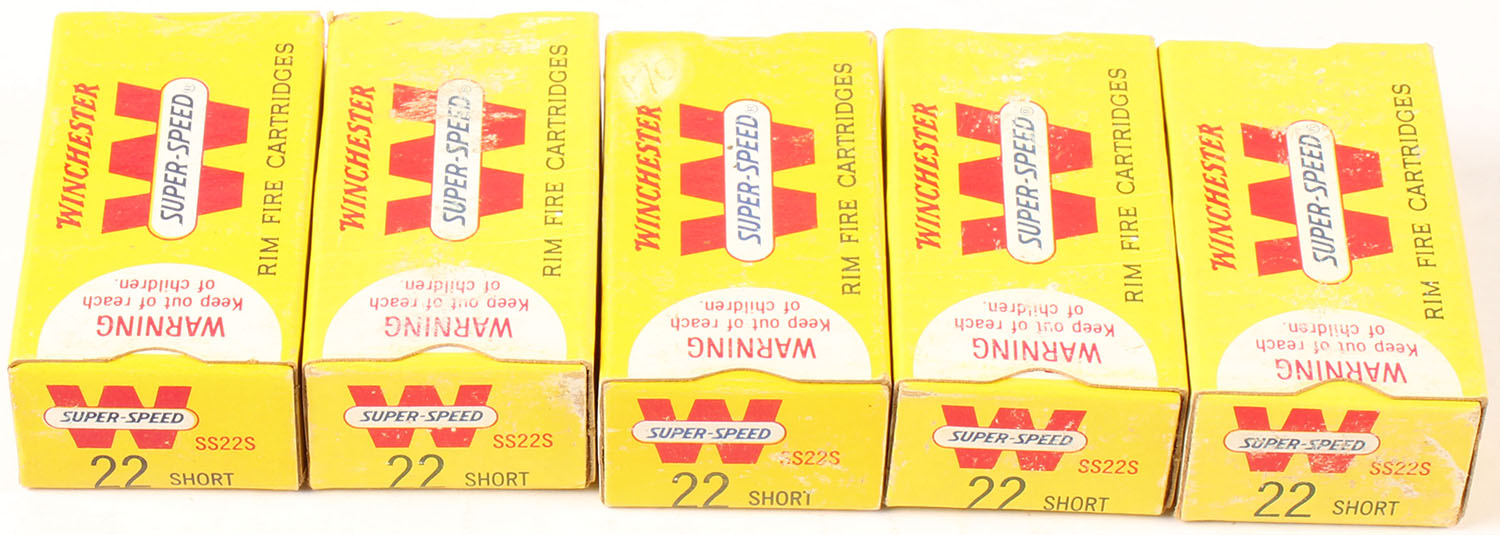 WINCHESTER
W
SUPER-SPEED®
RIM FIRE CARTRIDGES
WARNING
Keep out of reach
of children.
W
SUPER-SPEED
SS22S
22 SHORT
WINCHESTER
W
SUPER-SPEED®
RIM FIRE CARTRIDGES
WARNING
Keep out of reach
of children.
W
SUPER-SPEED
SS22S
22 SHORT
WINCHESTER
W
SUPER-SPEED®
RIM FIRE CARTRIDGES
WARNING
Keep out of reach
of children.
W
SUPER-SPEED
SS22S
22 SHORT
WINCHESTER
W
SUPER-SPEED®
RIM FIRE CARTRIDGES
WARNING
Keep out of reach
of children.
W
SUPER-SPEED
SS22S
22 SHORT
WINCHESTER
W
SUPER-SPEED®
RIM FIRE CARTRIDGES
WARNING
Keep out of reach
of children.
W
SUPER-SPEED
SS22S
22 SHORT